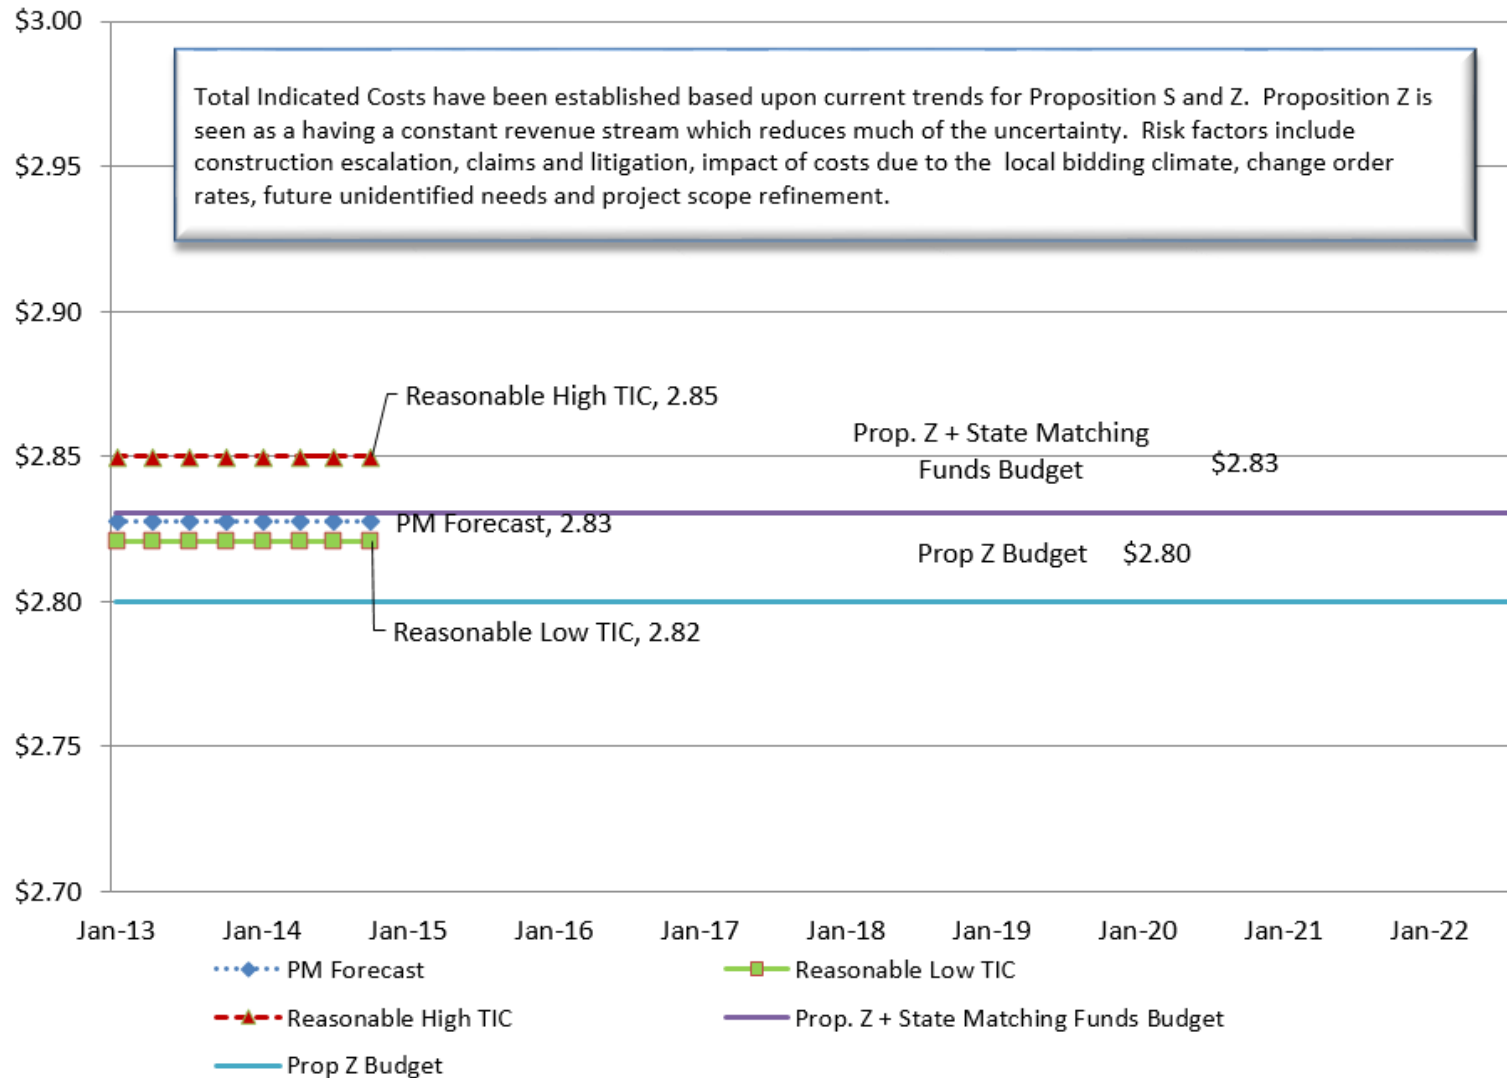 $3.00
Total Indicated Costs have been established based upon current trends for Proposition S and Z.  Proposition Z is
seen as a having a constant revenue stream which reduces much of the uncertainty.  Risk factors include
construction escalation, claims and litigation, impact of costs due to the  local bidding climate, change order
rates, future unidentified needs and project scope refinement.
$2.95
$2.90
Reasonable High TIC, 2.85
Prop. Z + State Matching
Funds Budget
$2.83
$2.85
PM Forecast, 2.83
Prop Z Budget $2.80
$2.80
Reasonable Low TIC, 2.82
$2.75
$2.70
Jan-13 Jan-14 Jan-15 Jan-16 Jan-17 Jan-18 Jan-19 Jan-20 Jan-21 Jan-22
PM Forecast
Reasonable Low TIC
Reasonable High TIC
Prop. Z + State Matching Funds Budget
Prop Z Budget